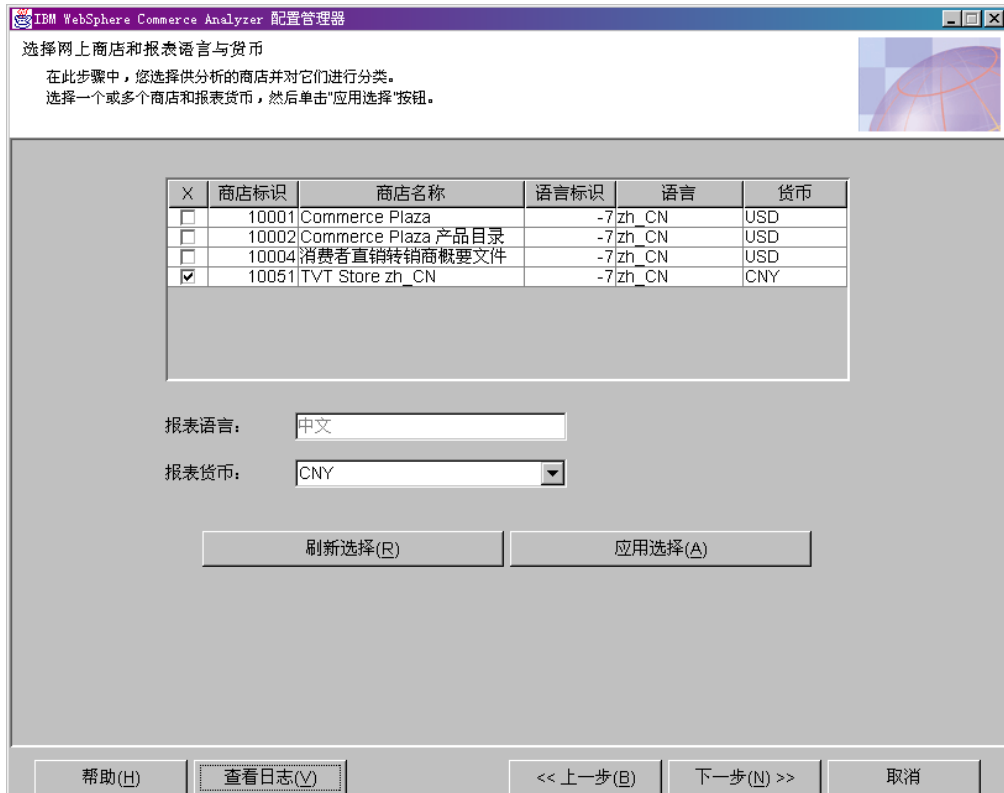 IBM WebSphere Commerce Analyzer 配置管理器
选择网上商店和报表语言与货币
在此步骤中，您选择供分析的商店并对它们进行分类。
选择一个或多个商店和报表货币，然后单击"应用选择"按钮。
X 商店标识 商店名称 语言标识 语言 货币
10001 Commerce Plaza -7 zh_CN USD
10002 Commerce Plaza 产品目录 -7 zh_CN USD
10004 消费者直销转销商概要文件 -7 zh_CN USD
10051 TVT Store zh_CN -7 zh_CN CNY
报表语言: 中文
报表货币: CNY
刷新选择(R) 应用选择(A)
帮助(H) 查看日志(V) << 上一步(B) 下一步(N) >> 取消